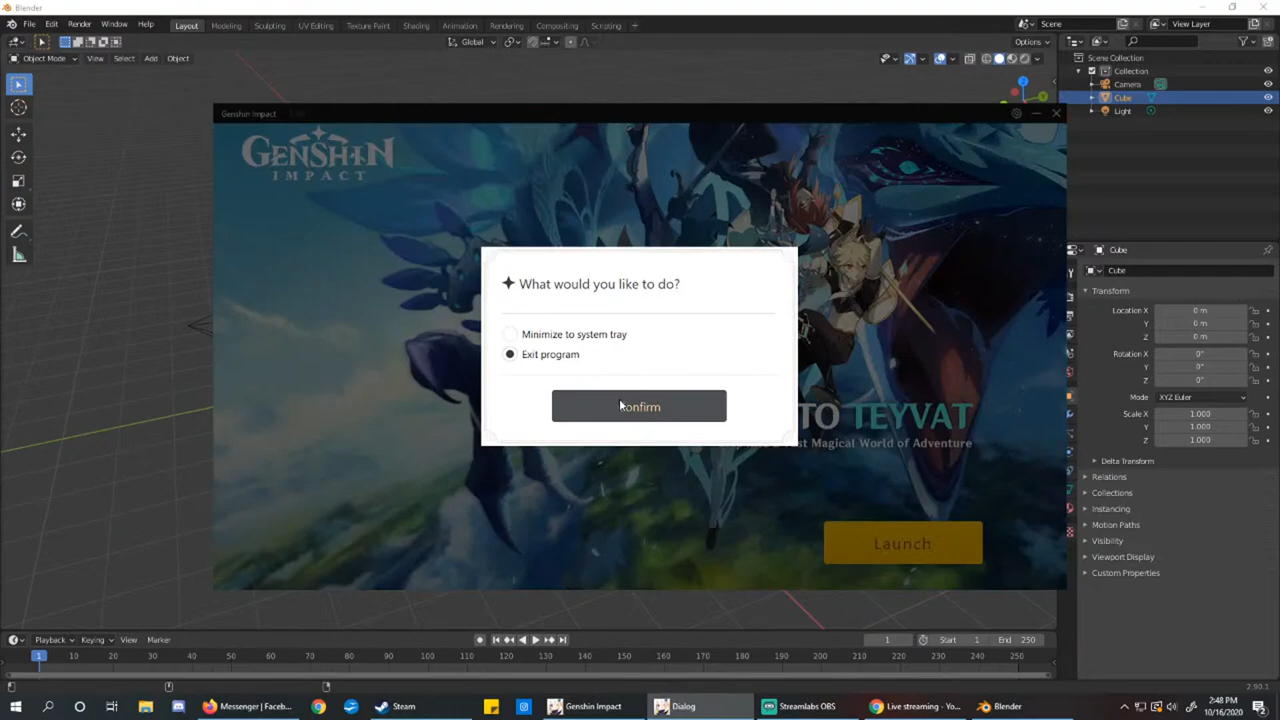 Blender
File Edit Render Window Help Layout Modeling Sculpting UV Editing Texture Paint Shading Animation Rendering Compositing Scripting + Scene View Layer
Global Options
Object Mode View Select Add Object
Scene Collection
Collection
Camera
Cube
Light
Genshin Impact
GENSHIN
IMPACT
What would you like to do?
Minimize to system tray
Exit program
Confirm
TO TEYVAT
Magical World of Adventure
Launch
Cube
Cube
Transform
Location X 0 m
Y 0 m
Z 0 m
Rotation X 0°
Y 0°
Z 0°
Mode XYZ Euler
Scale X 1.000
Y 1.000
Z 1.000
Delta Transform
Relations
Collections
Instancing
Motion Paths
Visibility
Viewport Display
Custom Properties
Playback Keying View Marker 1 Start 1 End 250
1 10 20 30 40 50 60 70 80 90 100 110 120 130 140 150 160 170 180 190 200 210 220 230 240 250
2.90.1
Messenger | Faceb... Steam Genshin Impact Dialog Streamlabs OBS Live streaming - Yo... Blender
2:48 PM
10/16/2020